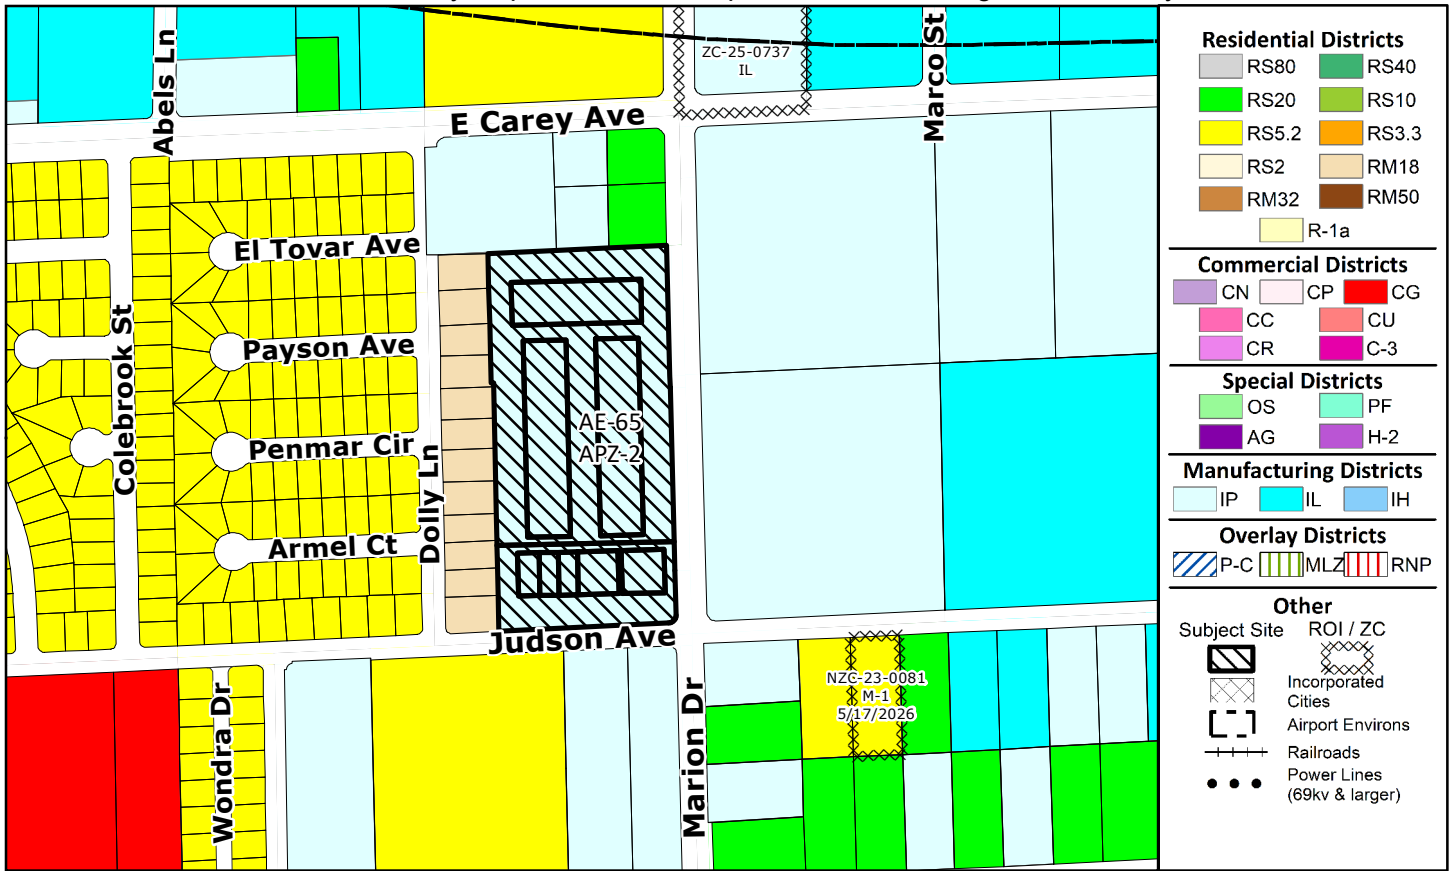 Abels Ln
ZC-25-0737
IL
Marco St
E Carey Ave
El Tovar Ave
Colebrook St
Payson Ave
Penmar Cir
Dolly Ln
AE-65
APZ-2
Armel Ct
Judson Ave
Wondra Dr
Marion Dr
NZC-23-0081
M-1
5/17/2026
Residential Districts
RS80 RS40
RS20 RS10
RS5.2 RS3.3
RS2 RM18
RM32 RM50
R-1a
Commercial Districts
CN CP CG
CC CU
CR C-3
Special Districts
OS PF
AG H-2
Manufacturing Districts
IP IL IH
Overlay Districts
P-C MLZ RNP
Other
Subject Site ROI / ZC
Incorporated
Cities
Airport Environs
Railroads
Power Lines
(69kv & larger)